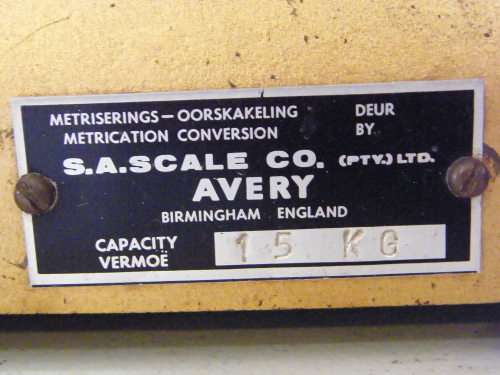 METRISERINGS — OORSKAKELING DEUR
METRICATION CONVERSION BY
S.A. SCALE CO. (PTY.) LTD.
AVERY
BIRMINGHAM ENGLAND
CAPACITY
VERMOË
15 KG